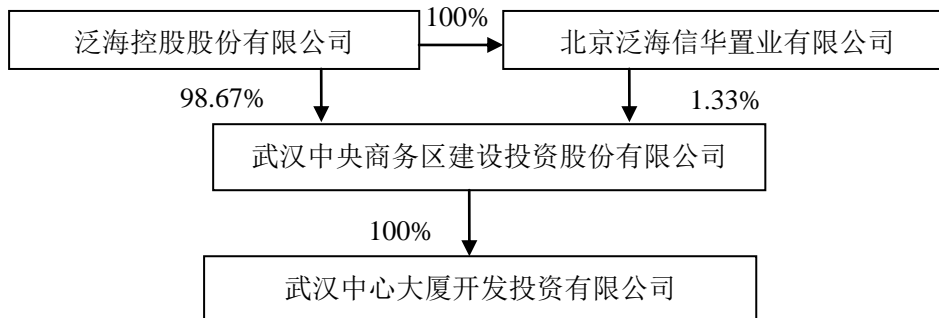 100%
泛海控股股份有限公司
北京泛海信华置业有限公司
98.67%
1.33%
武汉中央商务区建设投资股份有限公司
100%
武汉中心大厦开发投资有限公司